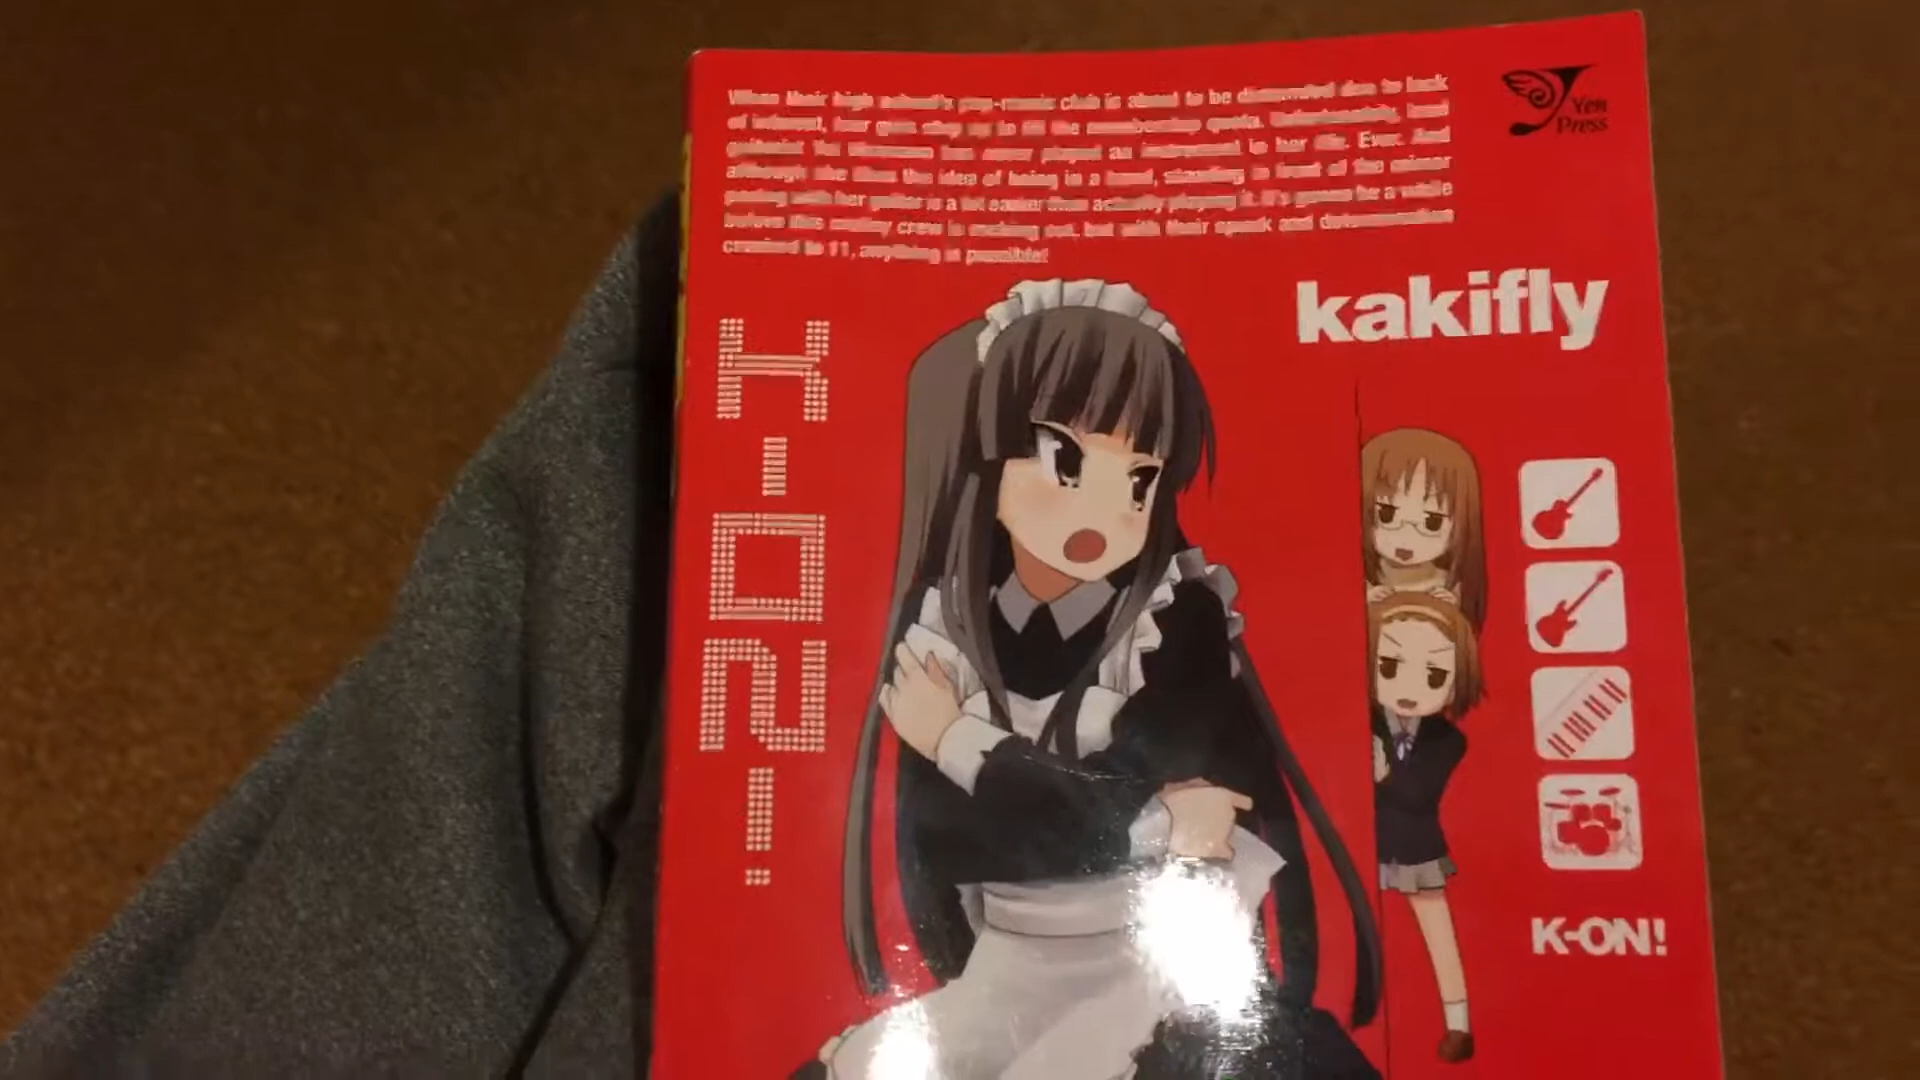 When their high school's pop-music club is about to be disbanded due to lack
of interest, four girls step up to fill the membership quota. Unfortunately, lead
guitarist Yui Hirasawa has never played an instrument in her life. Ever. And
although she likes the idea of being in a band, standing in front of the mirror
posing with her guitar is a lot easier than actually playing it. It's gonna be a while
before this motley crew is rocking out, but with their spunk and determination
cranked to 11, anything is possible!
Yen
Press
kakifly
K-ON!
K-ON!